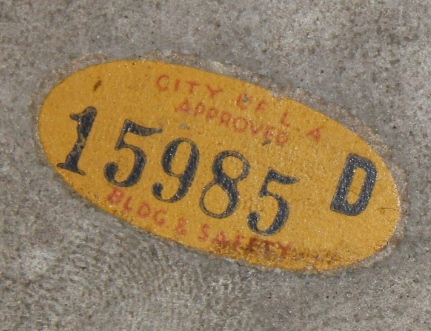 CITY OF L A
APPROVED
15985 D
BLDG & SAFETY